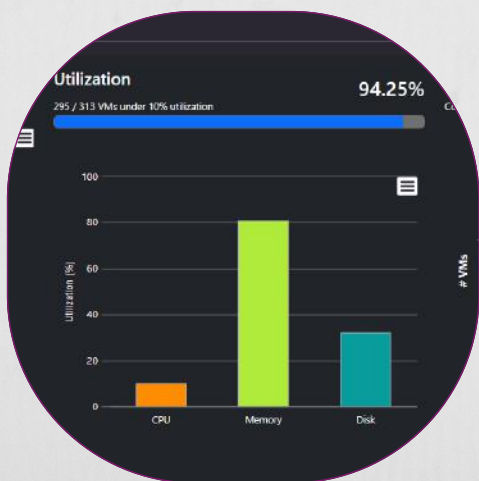 Utilization
94.25%
295 / 313 VMs under 10% utilization
100
80
60
40
20
0
Utilization [%]
CPU
Memory
Disk
# VMs